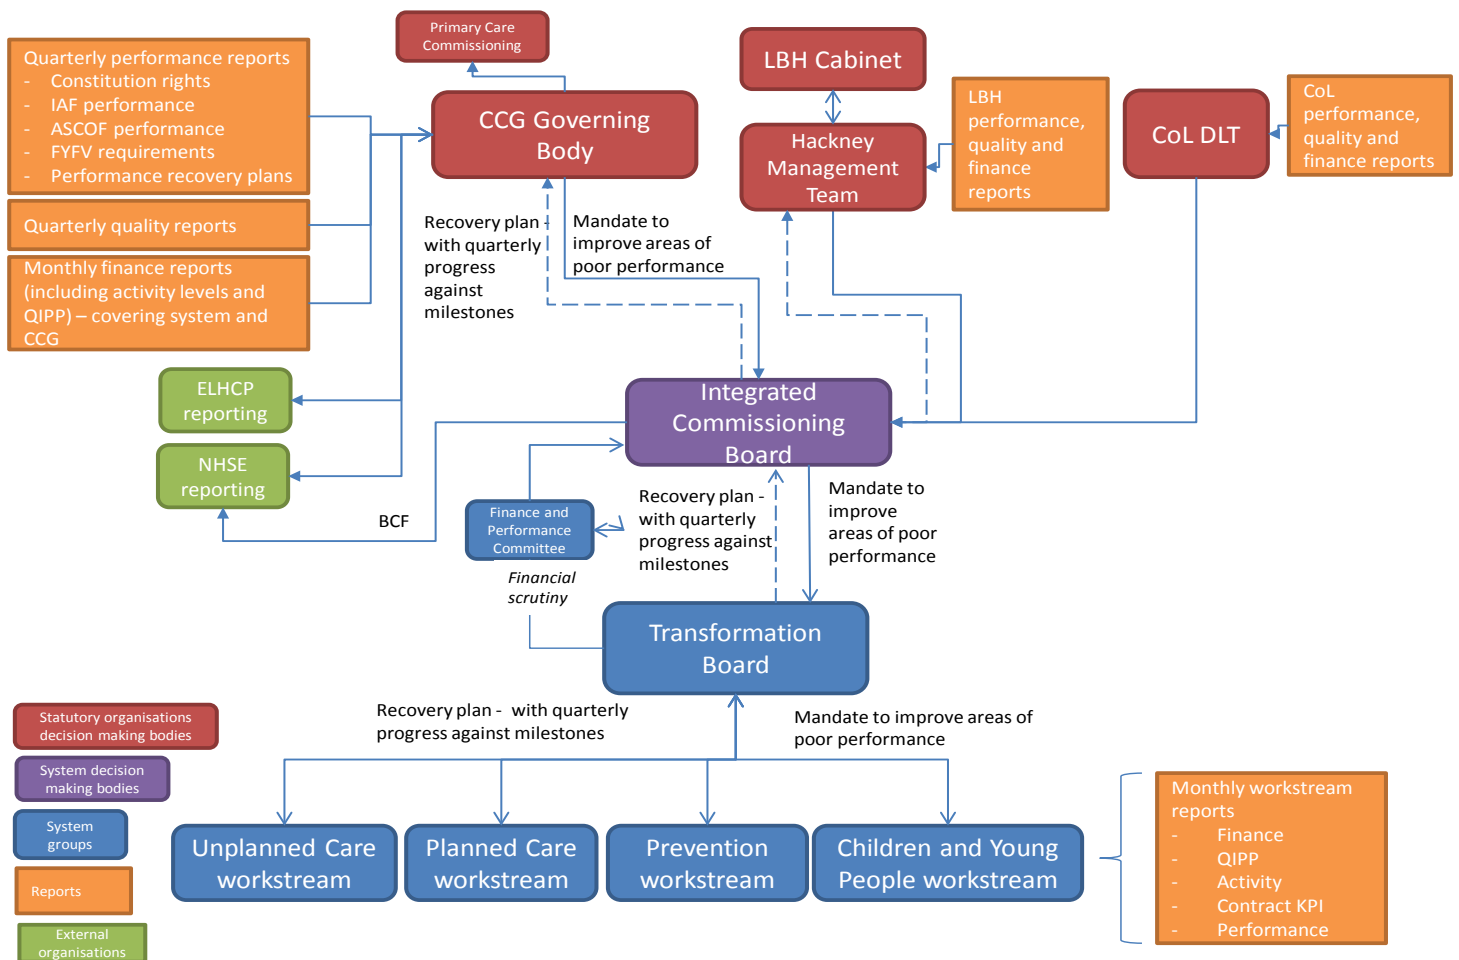 Primary Care
Commissioning
Quarterly performance reports
- Constitution rights
- IAF performance
- ASCOF performance
- FYFV requirements
- Performance recovery plans
LBH Cabinet
CCG Governing
Body
Hackney
Management
Team
LBH
performance,
quality and
finance
reports
CoL DLT
CoL
performance,
quality and
finance reports
Quarterly quality reports
Monthly finance reports
(including activity levels and
QIPP) – covering system and
CCG
Recovery plan -
with quarterly
progress
against
milestones
Mandate to
improve areas of
poor performance
ELHCP
reporting
NHSE
reporting
Integrated
Commissioning
Board
BCF
Finance and
Performance
Committee
Recovery plan -
with quarterly
progress against
milestones
Mandate to
improve
areas of poor
performance
Financial
scrutiny
Transformation
Board
Recovery plan - with quarterly
progress against milestones
Mandate to improve areas of
poor performance
Statutory organisations
decision making bodies
System decision
making bodies
System
groups
Reports
External
organisations
Unplanned Care
workstream
Planned Care
workstream
Prevention
workstream
Children and Young
People workstream
Monthly workstream
reports
- Finance
- QIPP
- Activity
- Contract KPI
- Performance